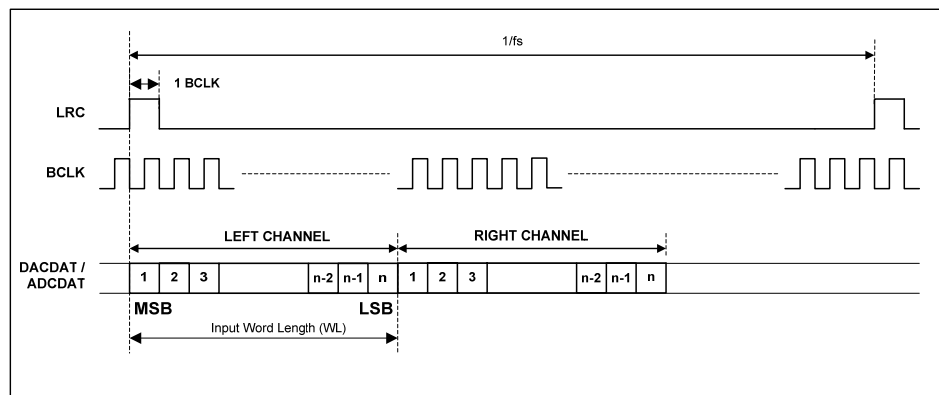 1/fs
1 BCLK
LRC
BCLK
LEFT CHANNEL
RIGHT CHANNEL
DACDAT /
ADCDAT
1 2 3 n-2 n-1 n 1 2 3 n-2 n-1 n
MSB LSB
Input Word Length (WL)